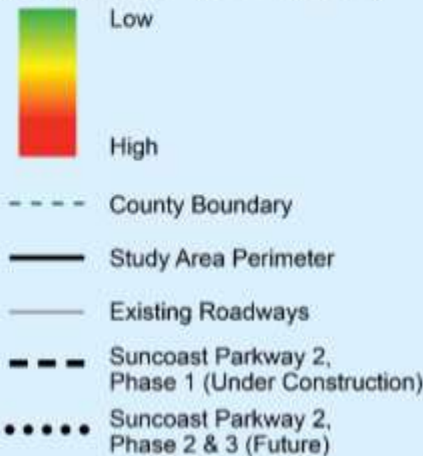 Low
High
County Boundary
Study Area Perimeter
Existing Roadways
Suncoast Parkway 2,
Phase 1 (Under Construction)
Suncoast Parkway 2,
Phase 2 & 3 (Future)